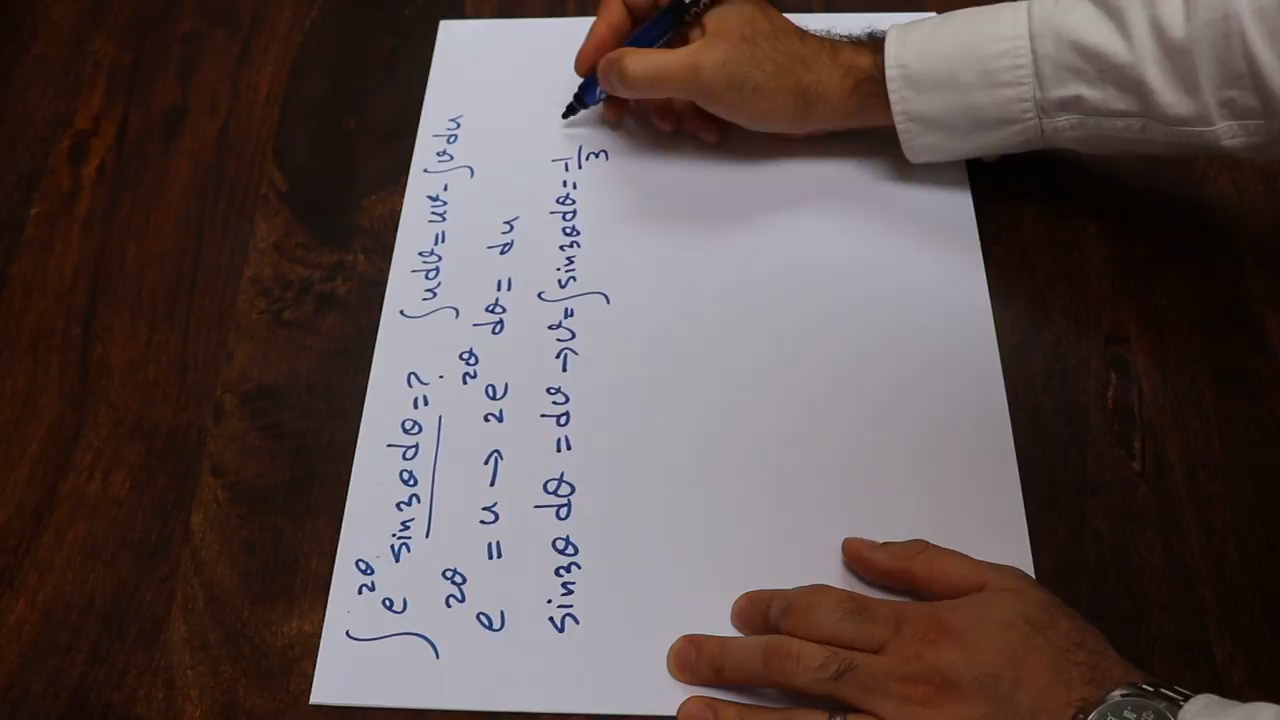 ∫ e^{2θ} sin3θ dθ = ? ∫ u dv = uv - ∫ v du
e^{2θ} = u → 2e^{2θ} dθ = du
sin3θ dθ = dv → v = ∫ sin3θ dθ = -1/3